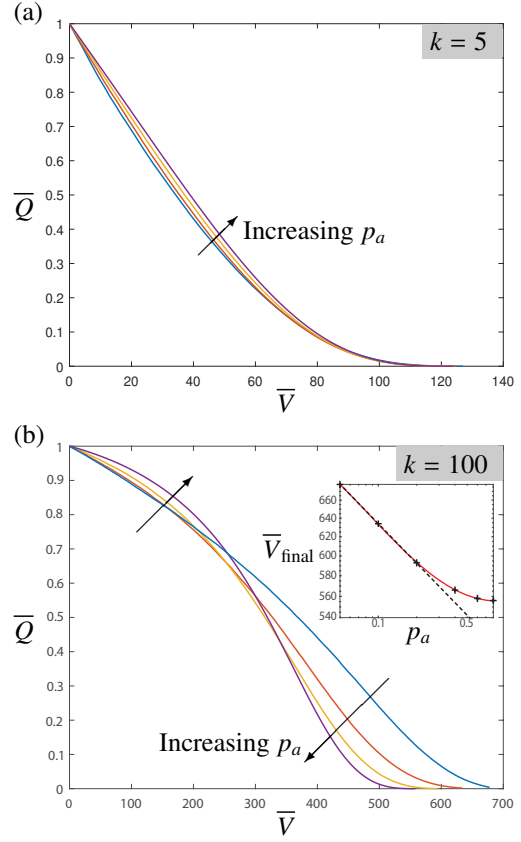 (a)
k = 5
1
0.9
0.8
0.7
0.6
0.5
0.4
0.3
0.2
0.1
0
Q̅
Increasing pₐ
0 20 40 60 80 100 120 140
V̅
(b)
k = 100
1
0.9
0.8
0.7
0.6
0.5
0.4
0.3
0.2
0.1
0
Q̅
V̅final
660
640
620
600
580
560
540
0.1 0.5
pₐ
Increasing pₐ
0 100 200 300 400 500 600 700
V̅